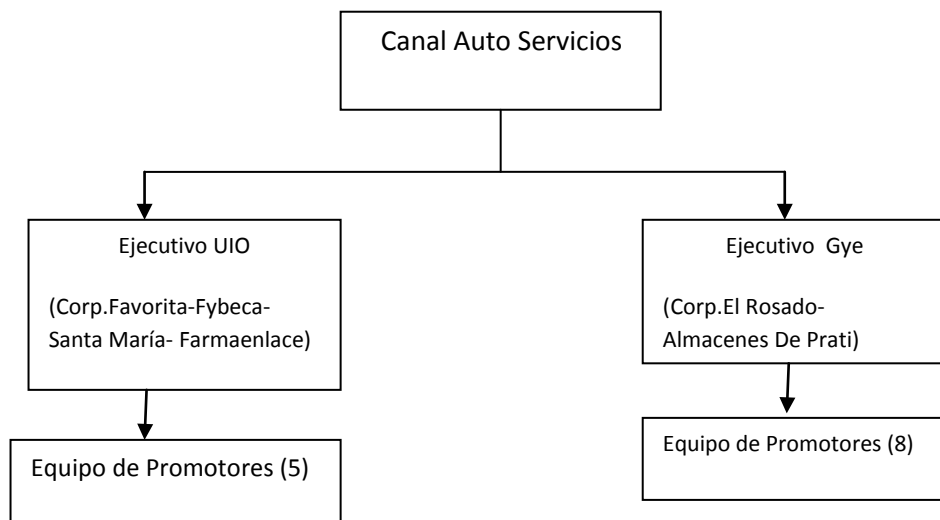 Canal Auto Servicios
Ejecutivo UIO
(Corp.Favorita-Fybeca-
Santa María- Farmaenlace)
Equipo de Promotores (5)
Ejecutivo  Gye
(Corp.El Rosado-
Almacenes De Prati)
Equipo de Promotores (8)